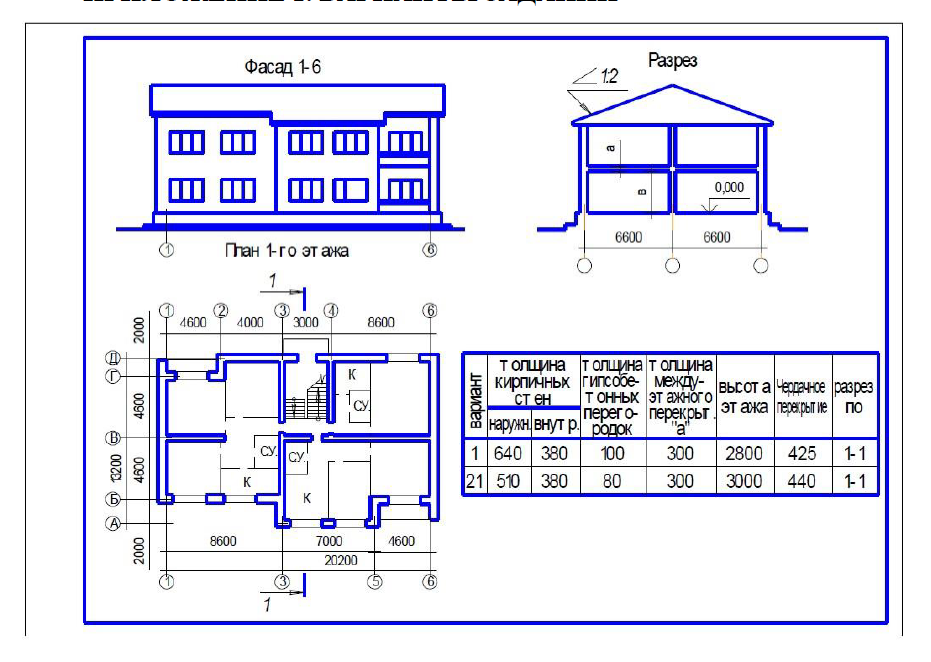 Фасад 1-6
Разрез
1:2
а
в
0,000
6600 6600
1 6
План 1-го этажа
1
1 2 3 4 6
4600 4000 3000 8600
2000
Д
Г
К
СУ.
4600
В
СУ. СУ.
4600
13200
К
К
Б
А
2000
8600 7000 4600
20200
1 3 5 6
1
вариант
толщина кирпичных стен
наружн. внутр.
толщина гипсобетонных перегородок
толщина между-этажного перекрыт. "а"
высота этажа
Чердачное перекрытие
разрез по
1 640 380 100 300 2800 425 1-1
21 510 380 80 300 3000 440 1-1